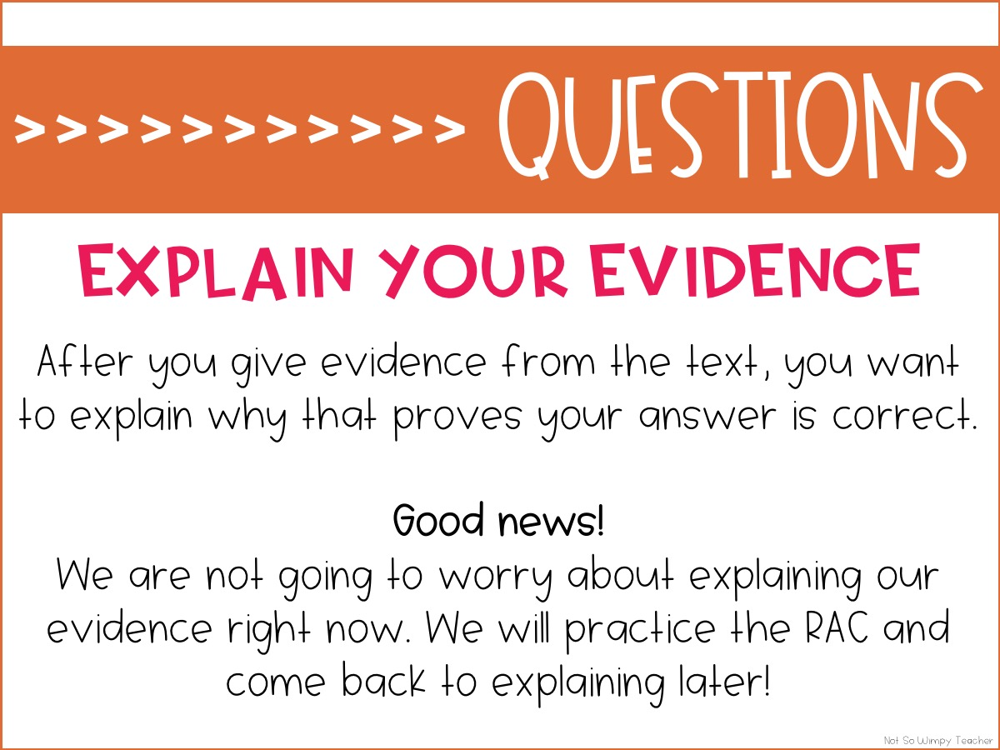 >>>>>>>>>>> QUESTIONS
EXPLAIN YOUR EVIDENCE
After you give evidence from the text, you want
to explain why that proves your answer is correct.
Good news!
We are not going to worry about explaining our
evidence right now. We will practice the RAC and
come back to explaining later!
Not So Wimpy Teacher